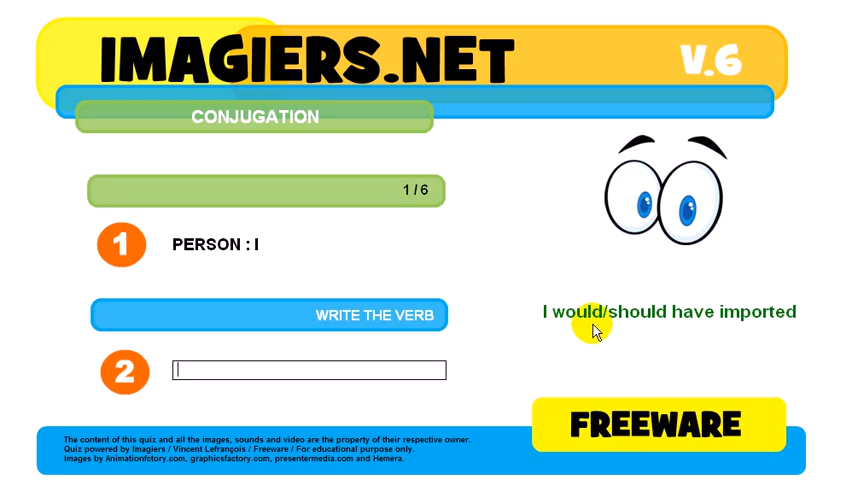 IMAGIERS.NET
V.6
CONJUGATION
1 / 6
1
PERSON : I
WRITE THE VERB
I would/should have imported
2
FREEWARE
The content of this quiz and all the images, sounds and video are the property of their respective owner.
Quiz powered by Imagiers / Vincent Lefrançois / Freeware / For educational purpose only.
Images by Animationfctory.com, graphicsfactory.com, presentermedia.com and Hemera.